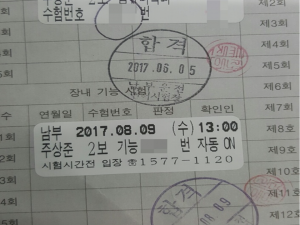 수험번호 번
제1회
제2회
제3회
제4회
제5회
제6회
합격
2017.06.05
장내 기능 시험
제7회
연월일 수험번호 판정 확인인
남부 2017.08.09 (수) 13:00
주상준 2보 기능 번 자동 ON
시험시간전 입장 ☎1577-1120
제8회
제9회
제10회
제11회
제12회
합격